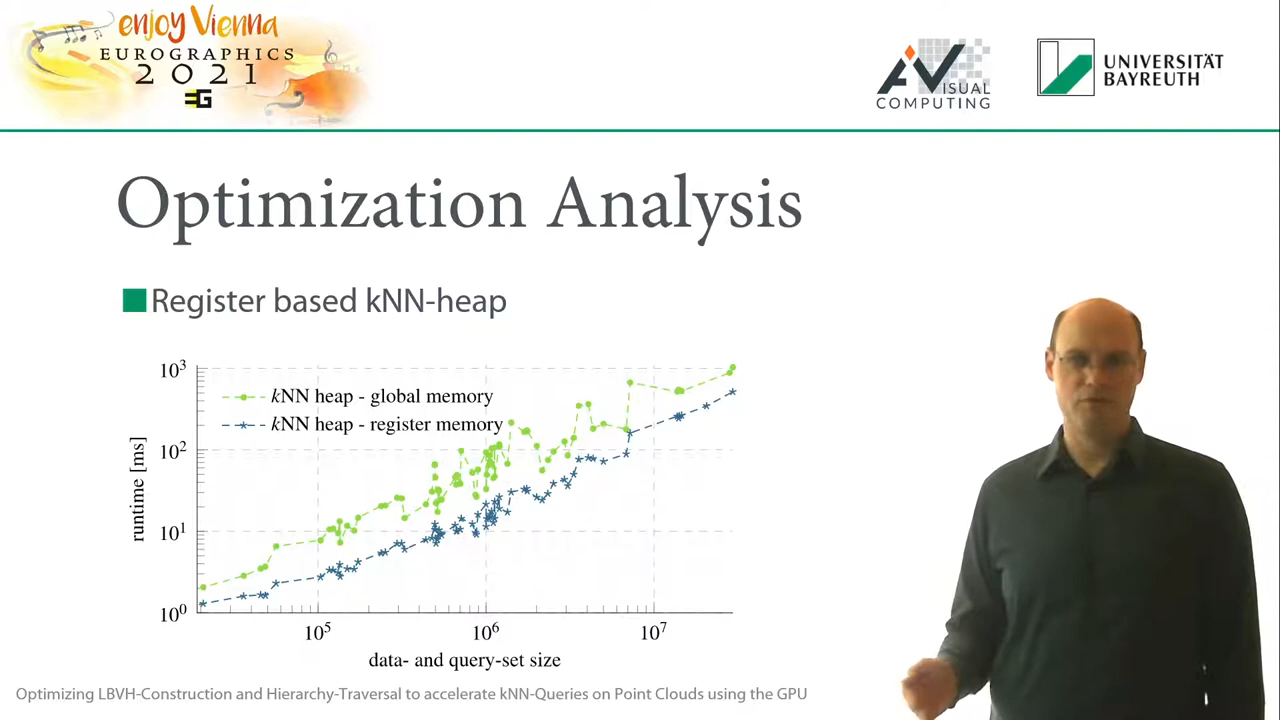 enjoy Vienna
EUROGRAPHICS
2021
EG
VISUAL
COMPUTING
UNIVERSITÄT
BAYREUTH
Optimization Analysis
Register based kNN-heap
10³
10²
10¹
10⁰
runtime [ms]
kNN heap - global memory
kNN heap - register memory
10⁵
10⁶
10⁷
data- and query-set size
Optimizing LBVH-Construction and Hierarchy-Traversal to accelerate kNN-Queries on Point Clouds using the GPU